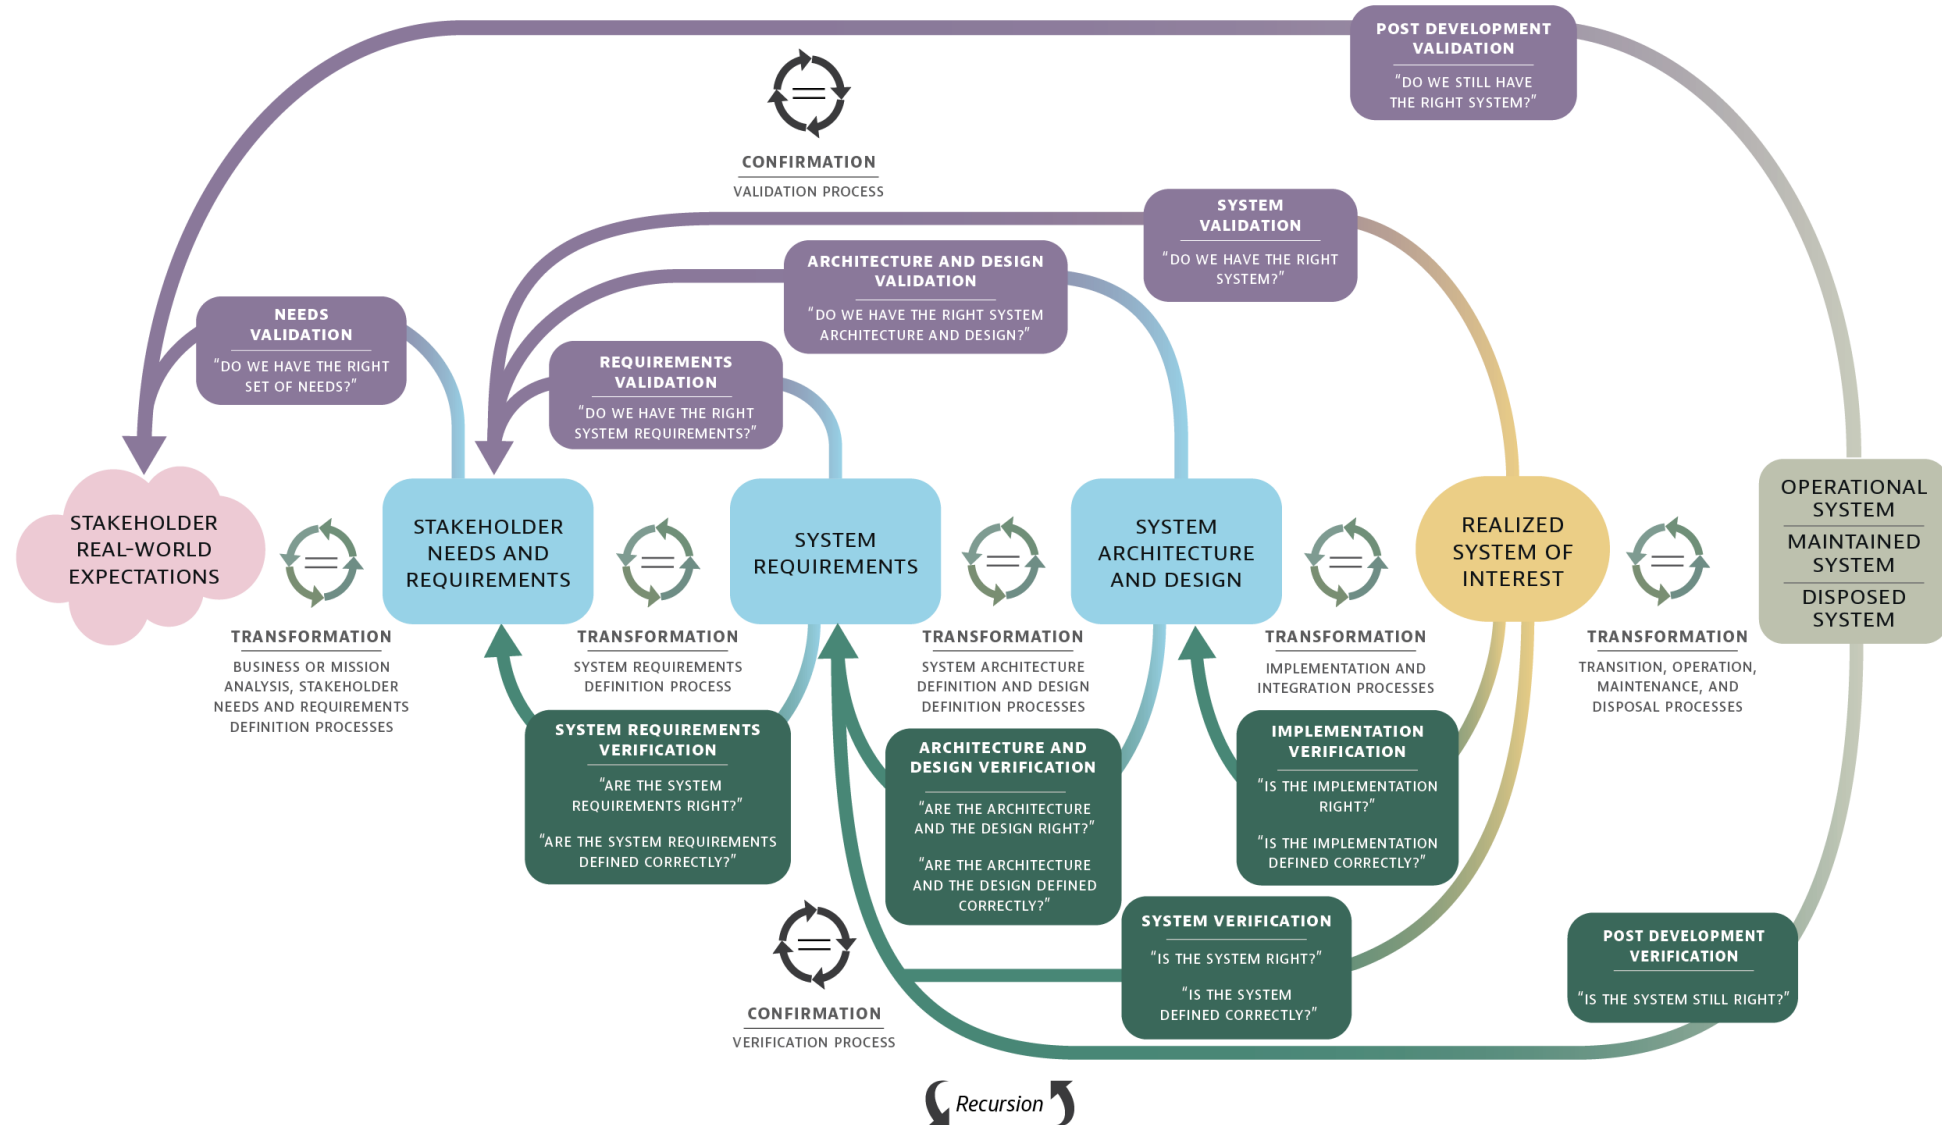 POST DEVELOPMENT
VALIDATION
“DO WE STILL HAVE
THE RIGHT SYSTEM?”
CONFIRMATION
VALIDATION PROCESS
SYSTEM
VALIDATION
“DO WE HAVE THE RIGHT
SYSTEM?”
ARCHITECTURE AND DESIGN
VALIDATION
“DO WE HAVE THE RIGHT SYSTEM
ARCHITECTURE AND DESIGN?”
NEEDS
VALIDATION
“DO WE HAVE THE RIGHT
SET OF NEEDS?”
REQUIREMENTS
VALIDATION
“DO WE HAVE THE RIGHT
SYSTEM REQUIREMENTS?”
STAKEHOLDER
REAL-WORLD
EXPECTATIONS
STAKEHOLDER
NEEDS AND
REQUIREMENTS
SYSTEM
REQUIREMENTS
SYSTEM
ARCHITECTURE
AND DESIGN
REALIZED
SYSTEM OF
INTEREST
OPERATIONAL
SYSTEM
MAINTAINED
SYSTEM
DISPOSED
SYSTEM
TRANSFORMATION
BUSINESS OR MISSION
ANALYSIS, STAKEHOLDER
NEEDS AND REQUIREMENTS
DEFINITION PROCESSES
TRANSFORMATION
SYSTEM REQUIREMENTS
DEFINITION PROCESS
TRANSFORMATION
SYSTEM ARCHITECTURE
DEFINITION AND DESIGN
DEFINITION PROCESSES
TRANSFORMATION
IMPLEMENTATION AND
INTEGRATION PROCESSES
TRANSFORMATION
TRANSITION, OPERATION,
MAINTENANCE, AND
DISPOSAL PROCESSES
SYSTEM REQUIREMENTS
VERIFICATION
“ARE THE SYSTEM
REQUIREMENTS RIGHT?”
“ARE THE SYSTEM REQUIREMENTS
DEFINED CORRECTLY?”
ARCHITECTURE AND
DESIGN VERIFICATION
“ARE THE ARCHITECTURE
AND THE DESIGN RIGHT?”
“ARE THE ARCHITECTURE
AND THE DESIGN DEFINED
CORRECTLY?”
IMPLEMENTATION
VERIFICATION
“IS THE IMPLEMENTATION
RIGHT?”
“IS THE IMPLEMENTATION
DEFINED CORRECTLY?”
SYSTEM VERIFICATION
“IS THE SYSTEM RIGHT?”
“IS THE SYSTEM
DEFINED CORRECTLY?”
POST DEVELOPMENT
VERIFICATION
“IS THE SYSTEM STILL RIGHT?”
CONFIRMATION
VERIFICATION PROCESS
Recursion